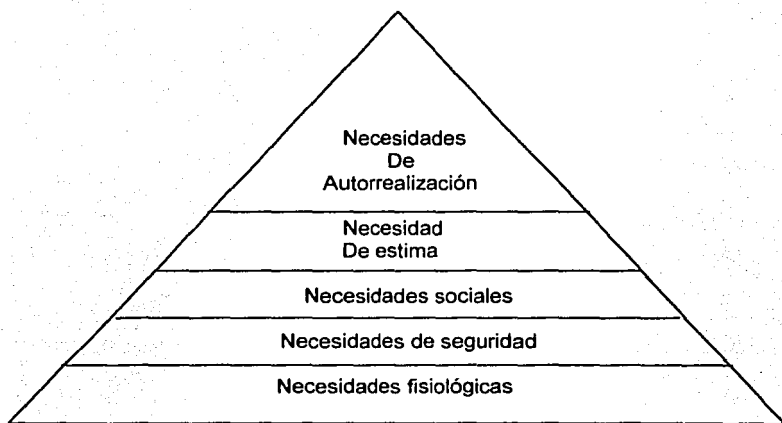 Necesidades
De
Autorrealización
Necesidad
De estima
Necesidades sociales
Necesidades de seguridad
Necesidades fisiológicas